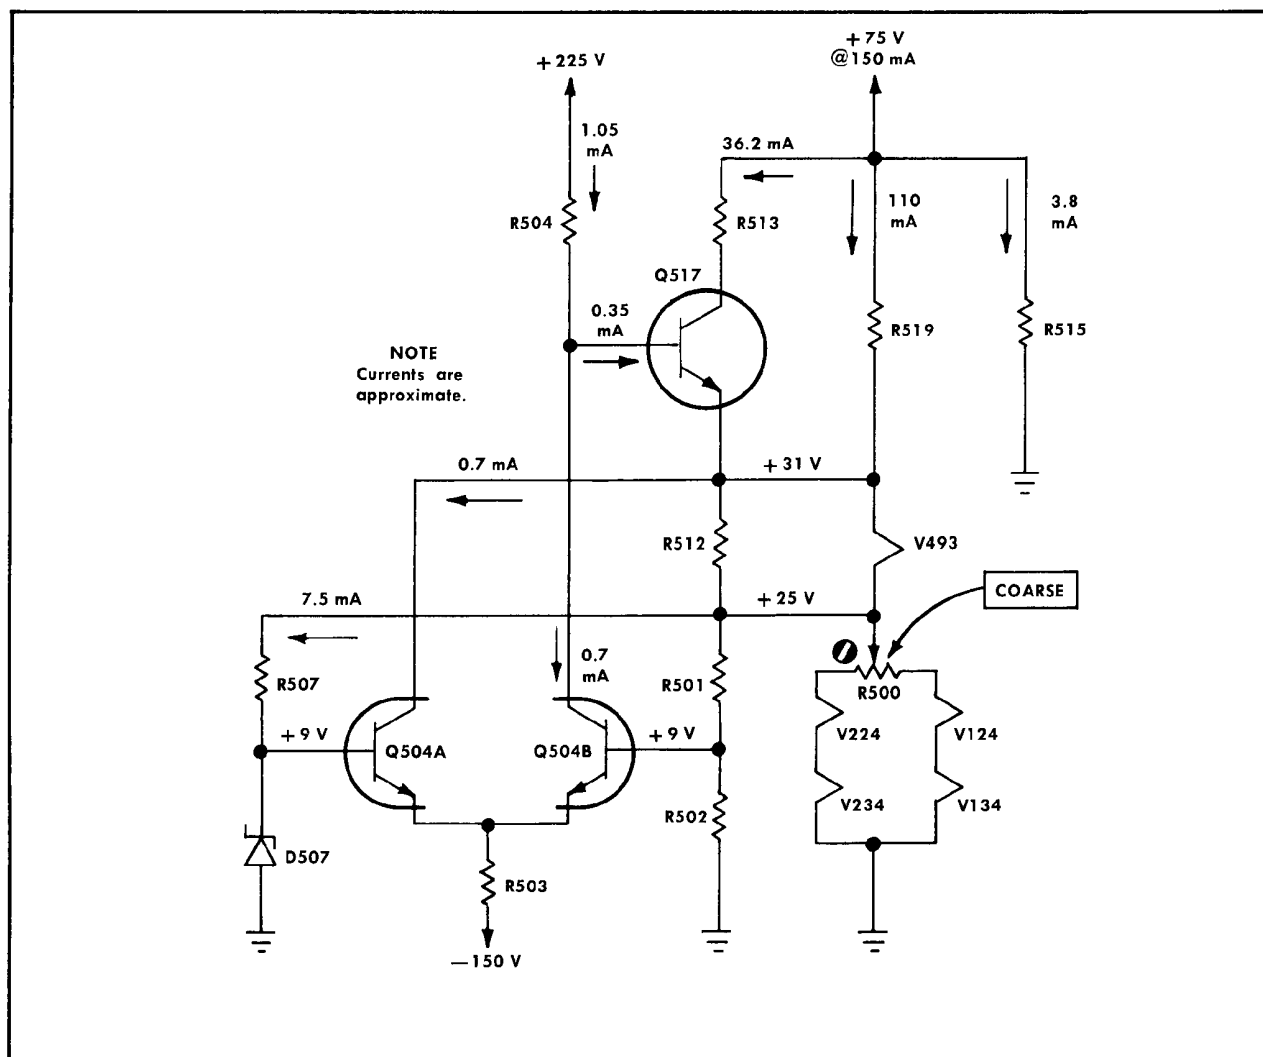 +75 V
@150 mA
+225 V
1.05
mA
36.2 mA
R504
R513
110
mA
3.8
mA
Q517
0.35
mA
R519
R515
NOTE
Currents are
approximate.
0.7 mA
+31 V
R512
V493
7.5 mA
+25 V
COARSE
0.7
mA
R507
R501
R500
+9 V
Q504A
Q504B
+9 V
V224
V124
V234
V134
R502
D507
R503
−150 V